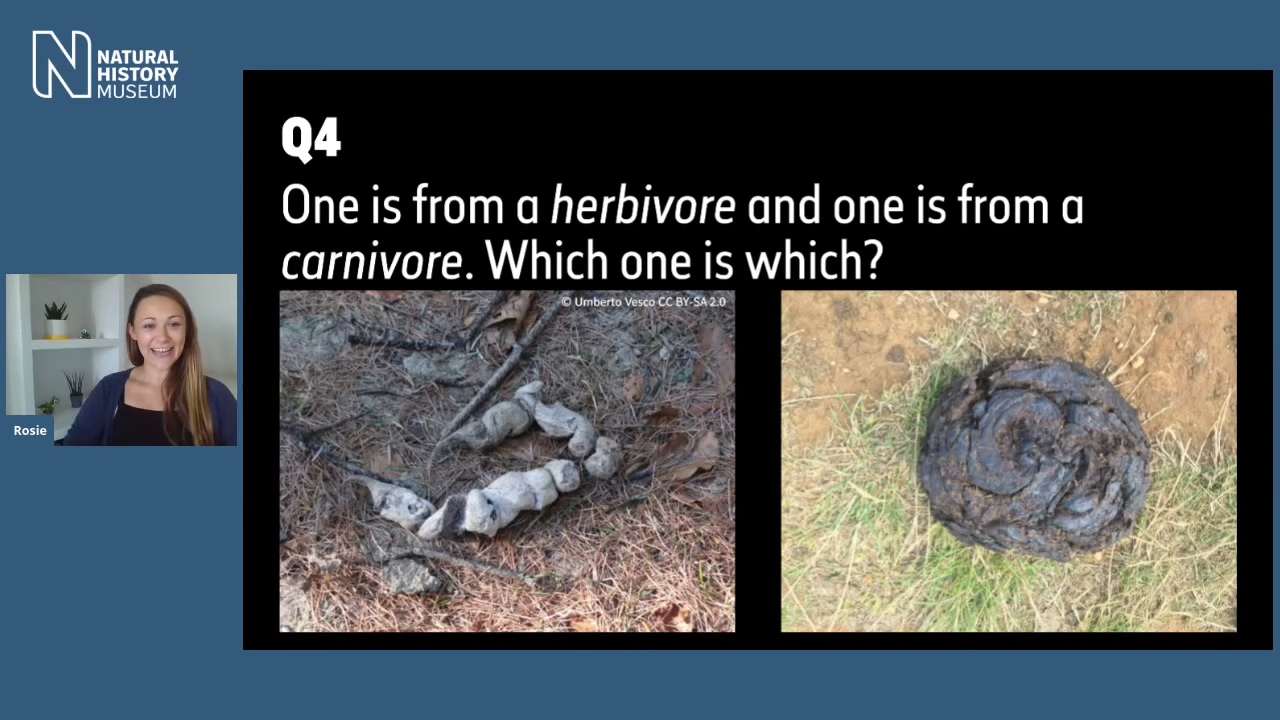 NATURAL
HISTORY
MUSEUM
Q4
One is from a herbivore and one is from a
carnivore. Which one is which?
© Umberto Vesco CC BY-SA 2.0
Rosie